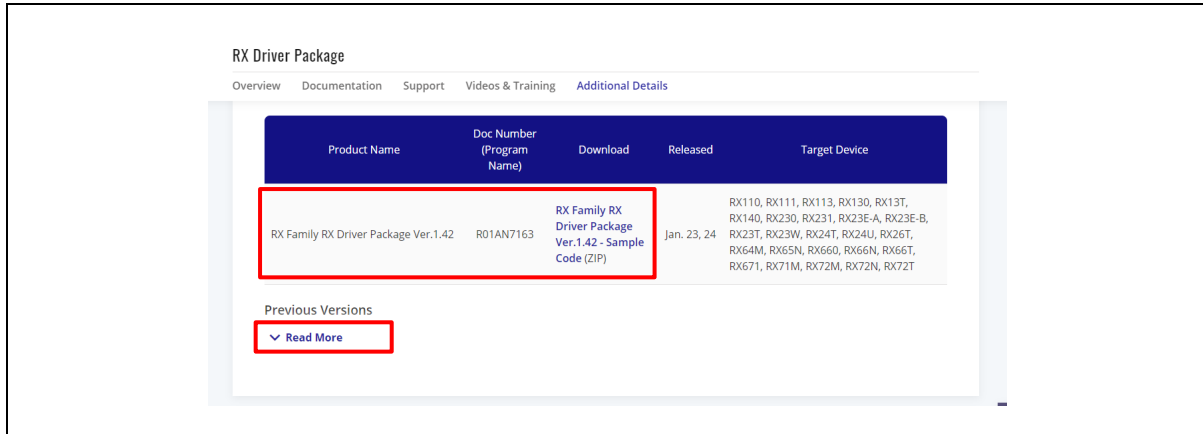 RX Driver Package
Overview Documentation Support Videos & Training Additional Details
Product Name
Doc Number
(Program
Name)
Download
Released
Target Device
RX Family RX Driver Package Ver.1.42
R01AN7163
RX Family RX
Driver Package
Ver.1.42 - Sample
Code (ZIP)
Jan. 23, 24
RX110, RX111, RX113, RX130, RX13T,
RX140, RX230, RX231, RX23E-A, RX23E-B,
RX23T, RX23W, RX24T, RX24U, RX26T,
RX64M, RX65N, RX660, RX66N, RX66T,
RX671, RX71M, RX72M, RX72N, RX72T
Previous Versions
Read More